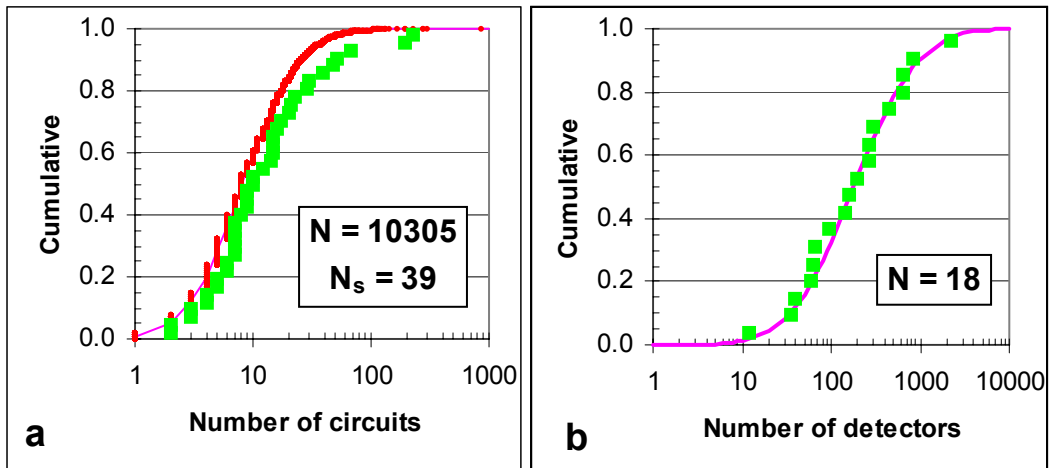 1.0
0.8
0.6
0.4
0.2
0.0
Cumulative
N = 10305
Nₛ = 39
1 10 100 1000
Number of circuits
a
1.0
0.8
0.6
0.4
0.2
0.0
Cumulative
N = 18
1 10 100 1000 10000
Number of detectors
b